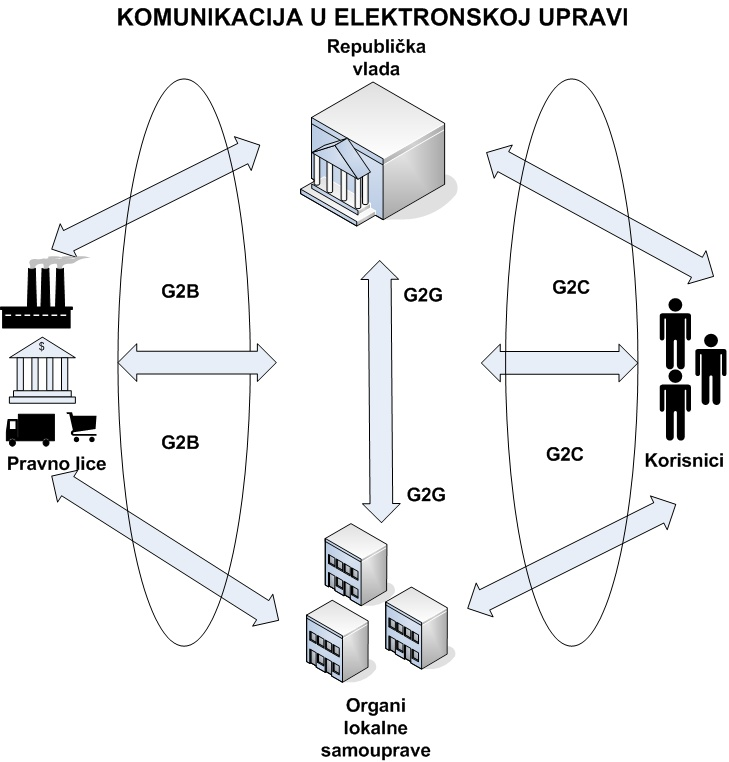 KOMUNIKACIJA U ELEKTRONSKOJ UPRAVI
Republička
vlada
G2B
G2G
G2C
$
G2B
G2C
Pravno lice
Korisnici
G2G
Organi
lokalne
samouprave